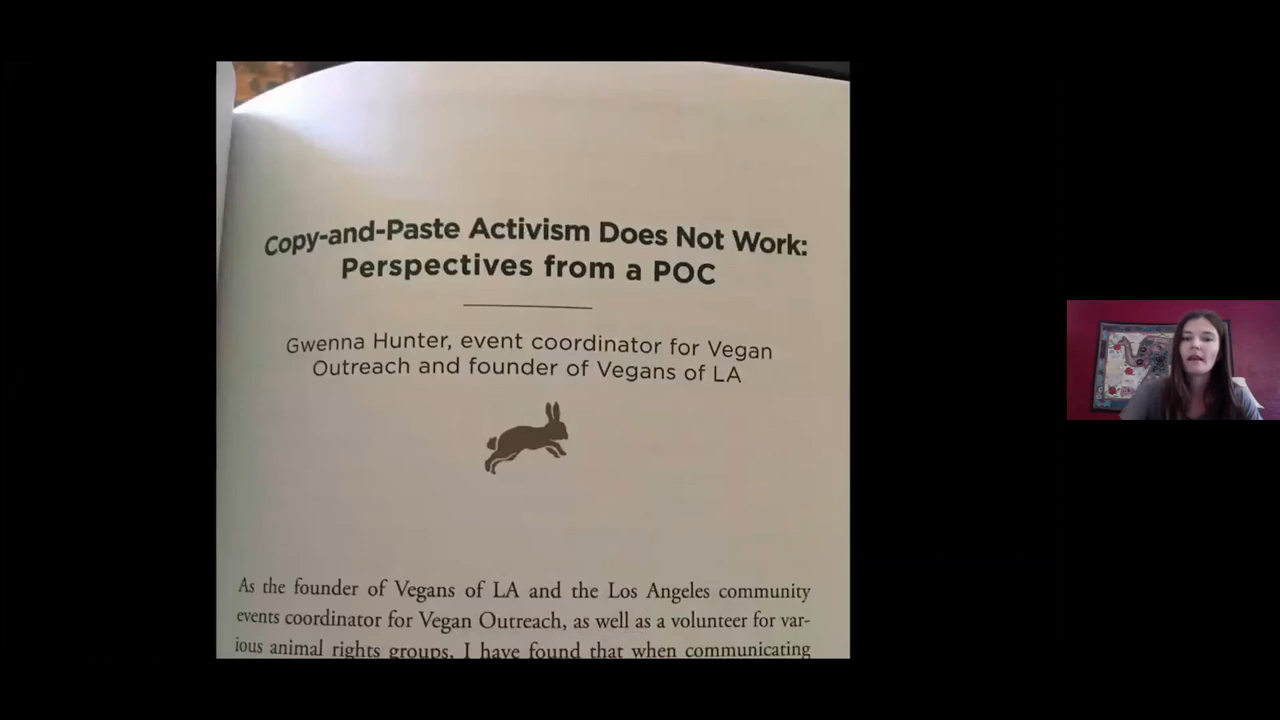 Copy-and-Paste Activism Does Not Work:
Perspectives from a POC
Gwenna Hunter, event coordinator for Vegan
Outreach and founder of Vegans of LA
As the founder of Vegans of LA and the Los Angeles community
events coordinator for Vegan Outreach, as well as a volunteer for var-
ious animal rights groups, I have found that when communicating